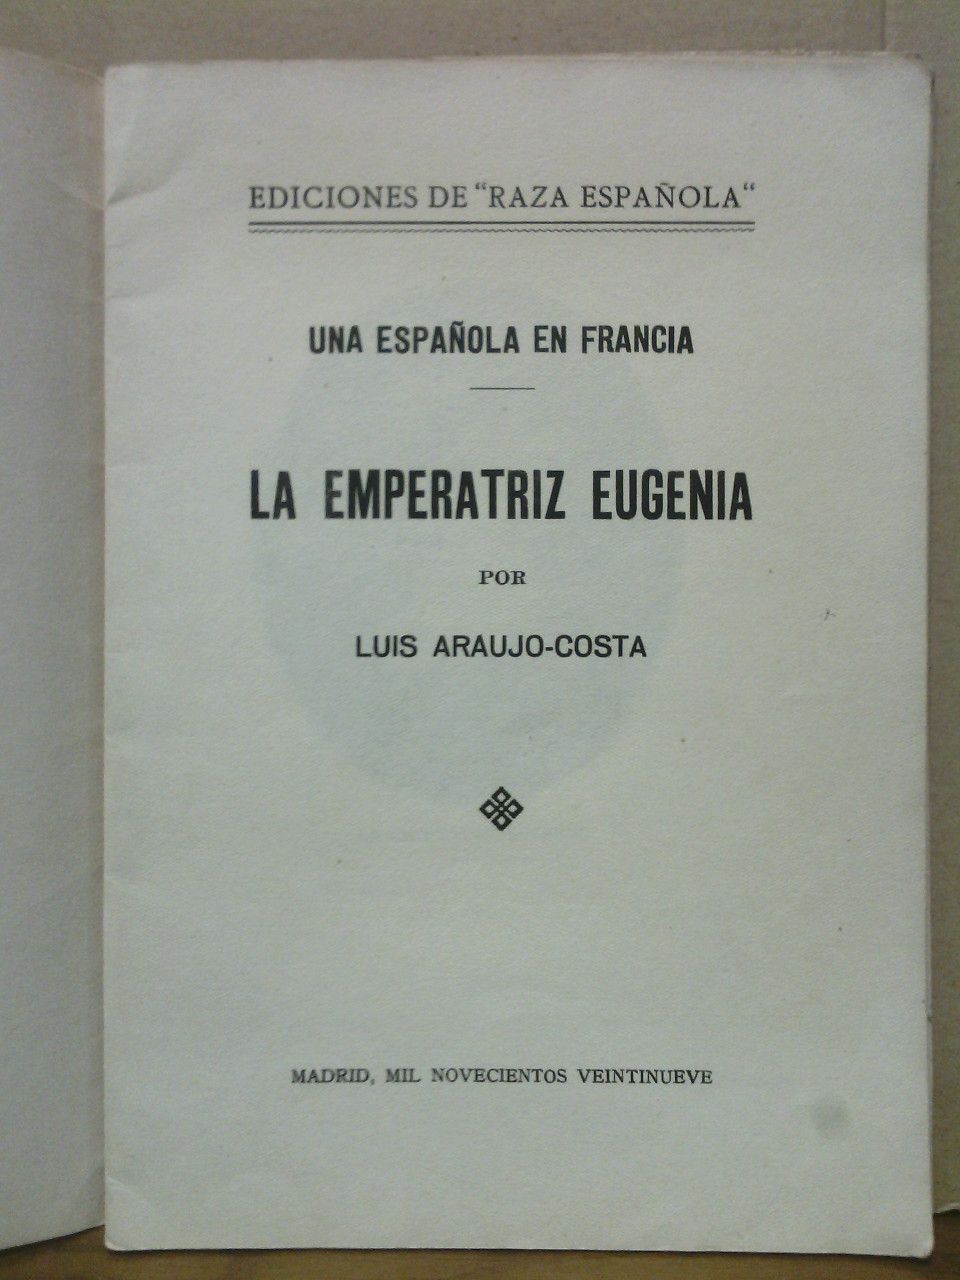 EDICIONES DE “RAZA ESPAÑOLA“
UNA ESPAÑOLA EN FRANCIA
LA EMPERATRIZ EUGENIA
POR
LUIS ARAUJO-COSTA
MADRID, MIL NOVECIENTOS VEINTINUEVE